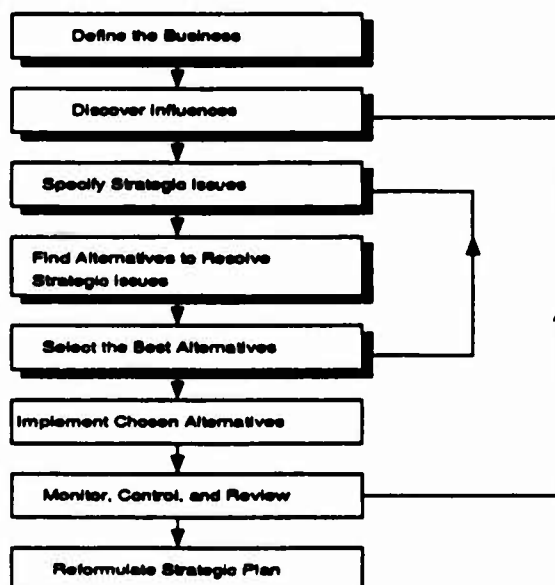 Define the Business
Discover Influences
Specify Strategic Issues
Find Alternatives to Resolve
Strategic Issues
Select the Best Alternatives
Implement Chosen Alternatives
Monitor, Control, and Review
Reformulate Strategic Plan